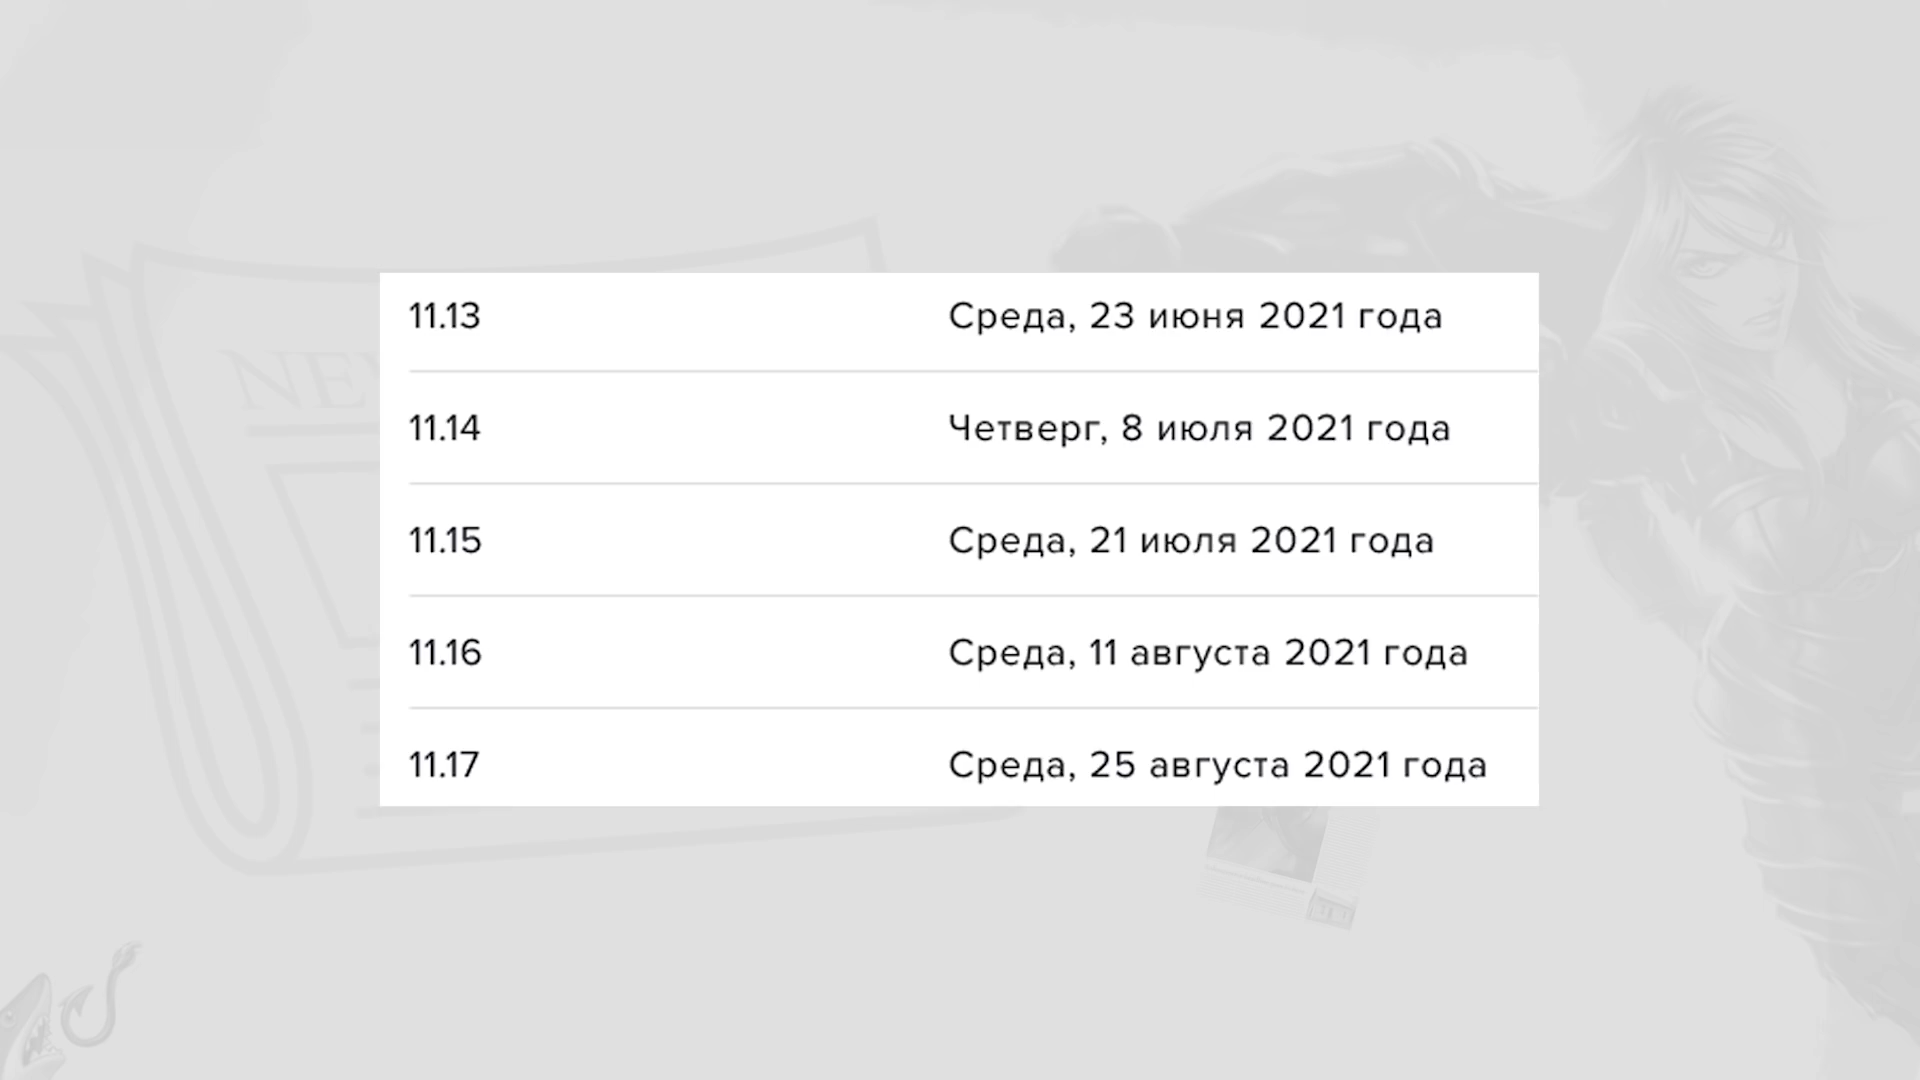 11.13 Среда, 23 июня 2021 года
11.14 Четверг, 8 июля 2021 года
11.15 Среда, 21 июля 2021 года
11.16 Среда, 11 августа 2021 года
11.17 Среда, 25 августа 2021 года
NE